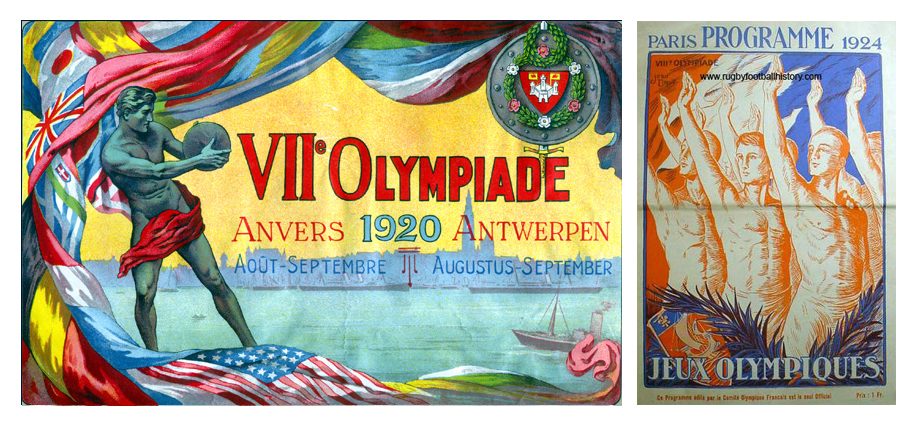 VIIe OLYMPIADE
ANVERS 1920 ANTWERPEN
AOÛT-SEPTEMBRE AUGUSTUS-SEPTEMBER
PARIS PROGRAMME 1924
VIIIe OLYMPIADE
www.rugbyfootballhistory.com
JEUX OLYMPIQUES
Ce Programme édité par le Comité Olympique Français est le seul Officiel.
Prix : 1 Fr.